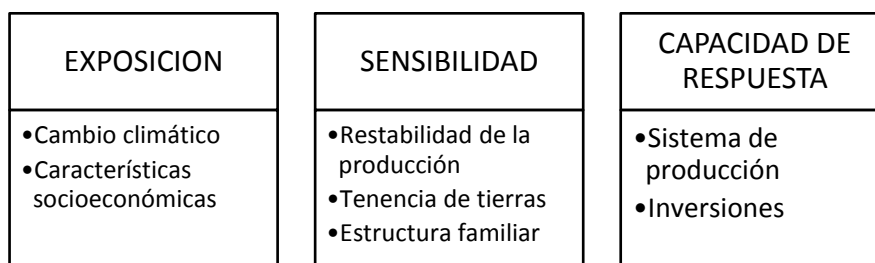 EXPOSICION
•Cambio climático
•Características
socioeconómicas
SENSIBILIDAD
•Restabilidad de la
producción
•Tenencia de tierras
•Estructura familiar
CAPACIDAD DE
RESPUESTA
•Sistema de
producción
•Inversiones